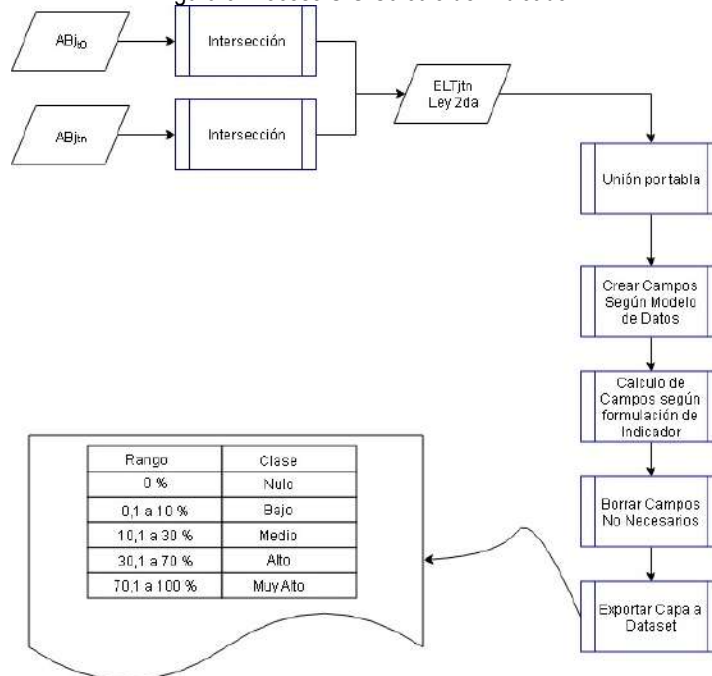 ABjt0
Intersección
ABjtn
Intersección
ELTjtn
Ley 2da
Unión por tabla
Crear Campos
Según Modelo
de Datos
Calculo de
Campos según
formulación de
Indicador
Borrar Campos
No Necesarios
Exportar Capa a
Dataset
Rango Clase
0 % Nulo
0,1 a 10 % Bajo
10,1 a 30 % Medio
30,1 a 70 % Alto
70,1 a 100 % Muy Alto